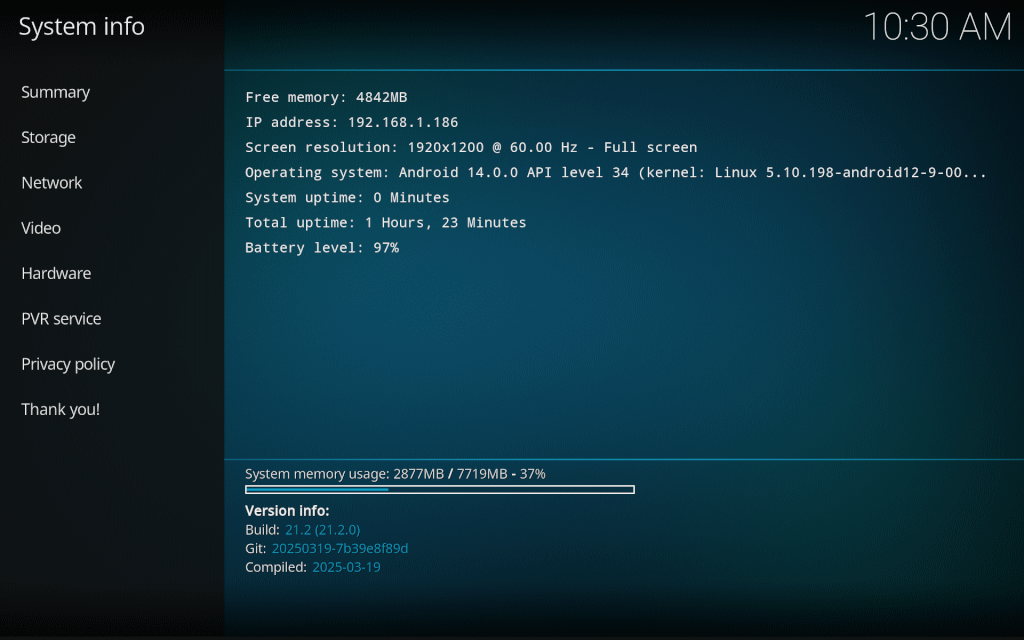 System info
10:30 AM
Summary
Storage
Network
Video
Hardware
PVR service
Privacy policy
Thank you!
Free memory: 4842MB
IP address: 192.168.1.186
Screen resolution: 1920x1200 @ 60.00 Hz - Full screen
Operating system: Android 14.0.0 API level 34 (kernel: Linux 5.10.198-android12-9-00...
System uptime: 0 Minutes
Total uptime: 1 Hours, 23 Minutes
Battery level: 97%
System memory usage: 2877MB / 7719MB - 37%
Version info:
Build: 21.2 (21.2.0)
Git: 20250319-7b39e8f89d
Compiled: 2025-03-19